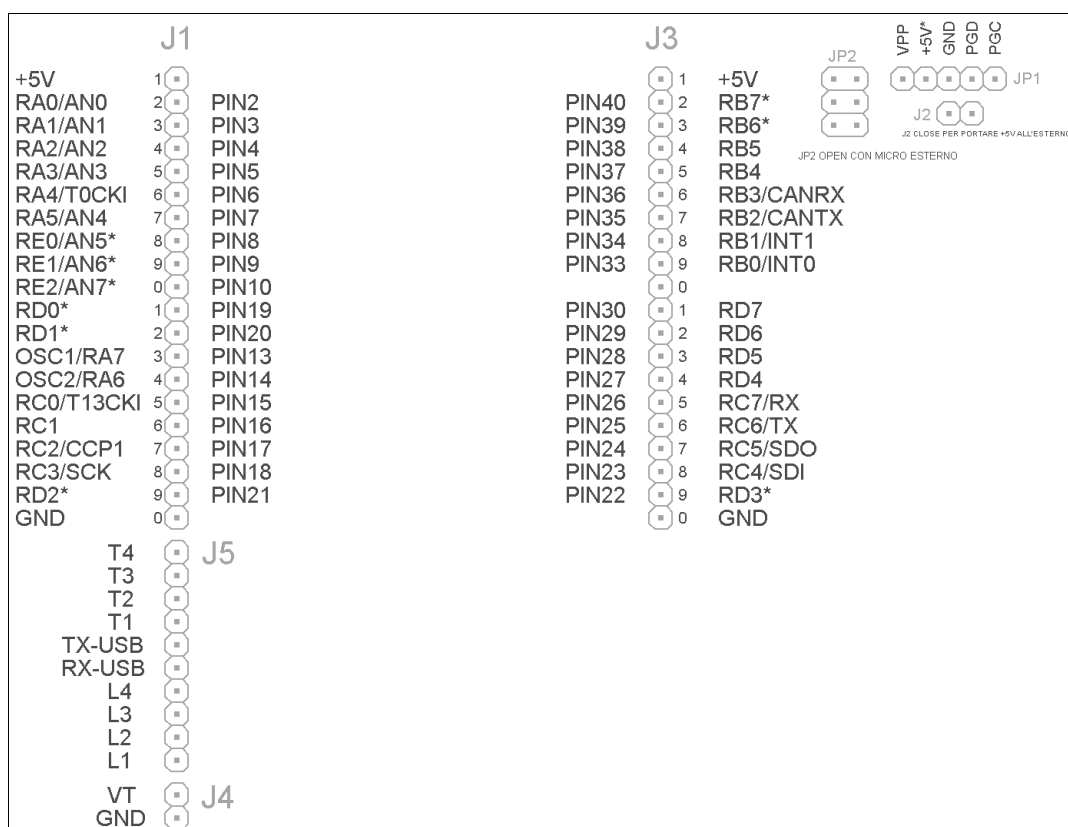 J1
+5V 1
RA0/AN0 2 PIN2
RA1/AN1 3 PIN3
RA2/AN2 4 PIN4
RA3/AN3 5 PIN5
RA4/T0CKI 6 PIN6
RA5/AN4 7 PIN7
RE0/AN5* 8 PIN8
RE1/AN6* 9 PIN9
RE2/AN7* 0 PIN10
RD0* 1 PIN19
RD1* 2 PIN20
OSC1/RA7 3 PIN13
OSC2/RA6 4 PIN14
RC0/T13CKI 5 PIN15
RC1 6 PIN16
RC2/CCP1 7 PIN17
RC3/SCK 8 PIN18
RD2* 9 PIN21
GND 0
J5
T4
T3
T2
T1
TX-USB
RX-USB
L4
L3
L2
L1
J4
VT
GND
J3
1 +5V
PIN40 2 RB7*
PIN39 3 RB6*
PIN38 4 RB5
PIN37 5 RB4
PIN36 6 RB3/CANRX
PIN35 7 RB2/CANTX
PIN34 8 RB1/INT1
PIN33 9 RB0/INT0
0
PIN30 1 RD7
PIN29 2 RD6
PIN28 3 RD5
PIN27 4 RD4
PIN26 5 RC7/RX
PIN25 6 RC6/TX
PIN24 7 RC5/SDO
PIN23 8 RC4/SDI
PIN22 9 RD3*
0 GND
JP2
JP2 OPEN CON MICRO ESTERNO
VPP
+5V*
GND
PGD
PGC
JP1
J2
J2 CLOSE PER PORTARE +5V ALL'ESTERNO